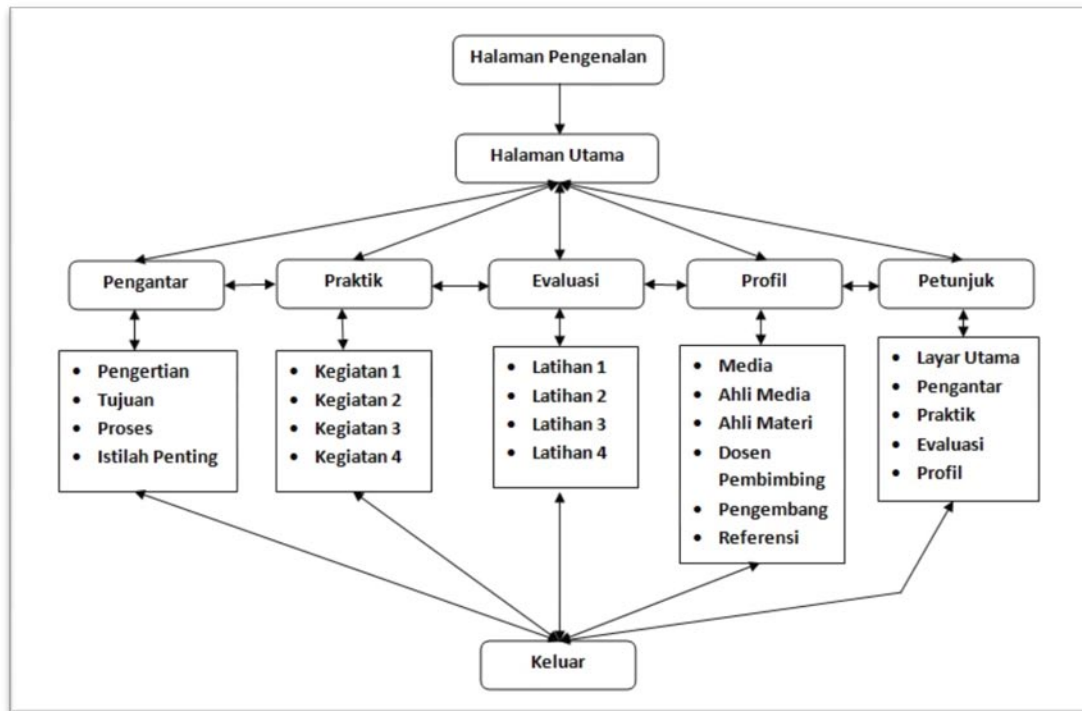 Halaman Pengenalan
Halaman Utama
Pengantar
Praktik
Evaluasi
Profil
Petunjuk
• Pengertian
• Tujuan
• Proses
• Istilah Penting
• Kegiatan 1
• Kegiatan 2
• Kegiatan 3
• Kegiatan 4
• Latihan 1
• Latihan 2
• Latihan 3
• Latihan 4
• Media
• Ahli Media
• Ahli Materi
• Dosen
Pembimbing
• Pengembang
• Referensi
• Layar Utama
• Pengantar
• Praktik
• Evaluasi
• Profil
Keluar